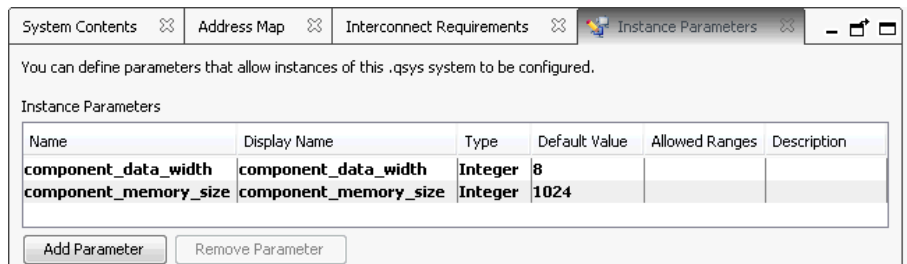 System Contents Address Map Interconnect Requirements Instance Parameters
You can define parameters that allow instances of this .qsys system to be configured.
Instance Parameters
Name Display Name Type Default Value Allowed Ranges Description
component_data_width component_data_width Integer 8
component_memory_size component_memory_size Integer 1024
Add Parameter Remove Parameter